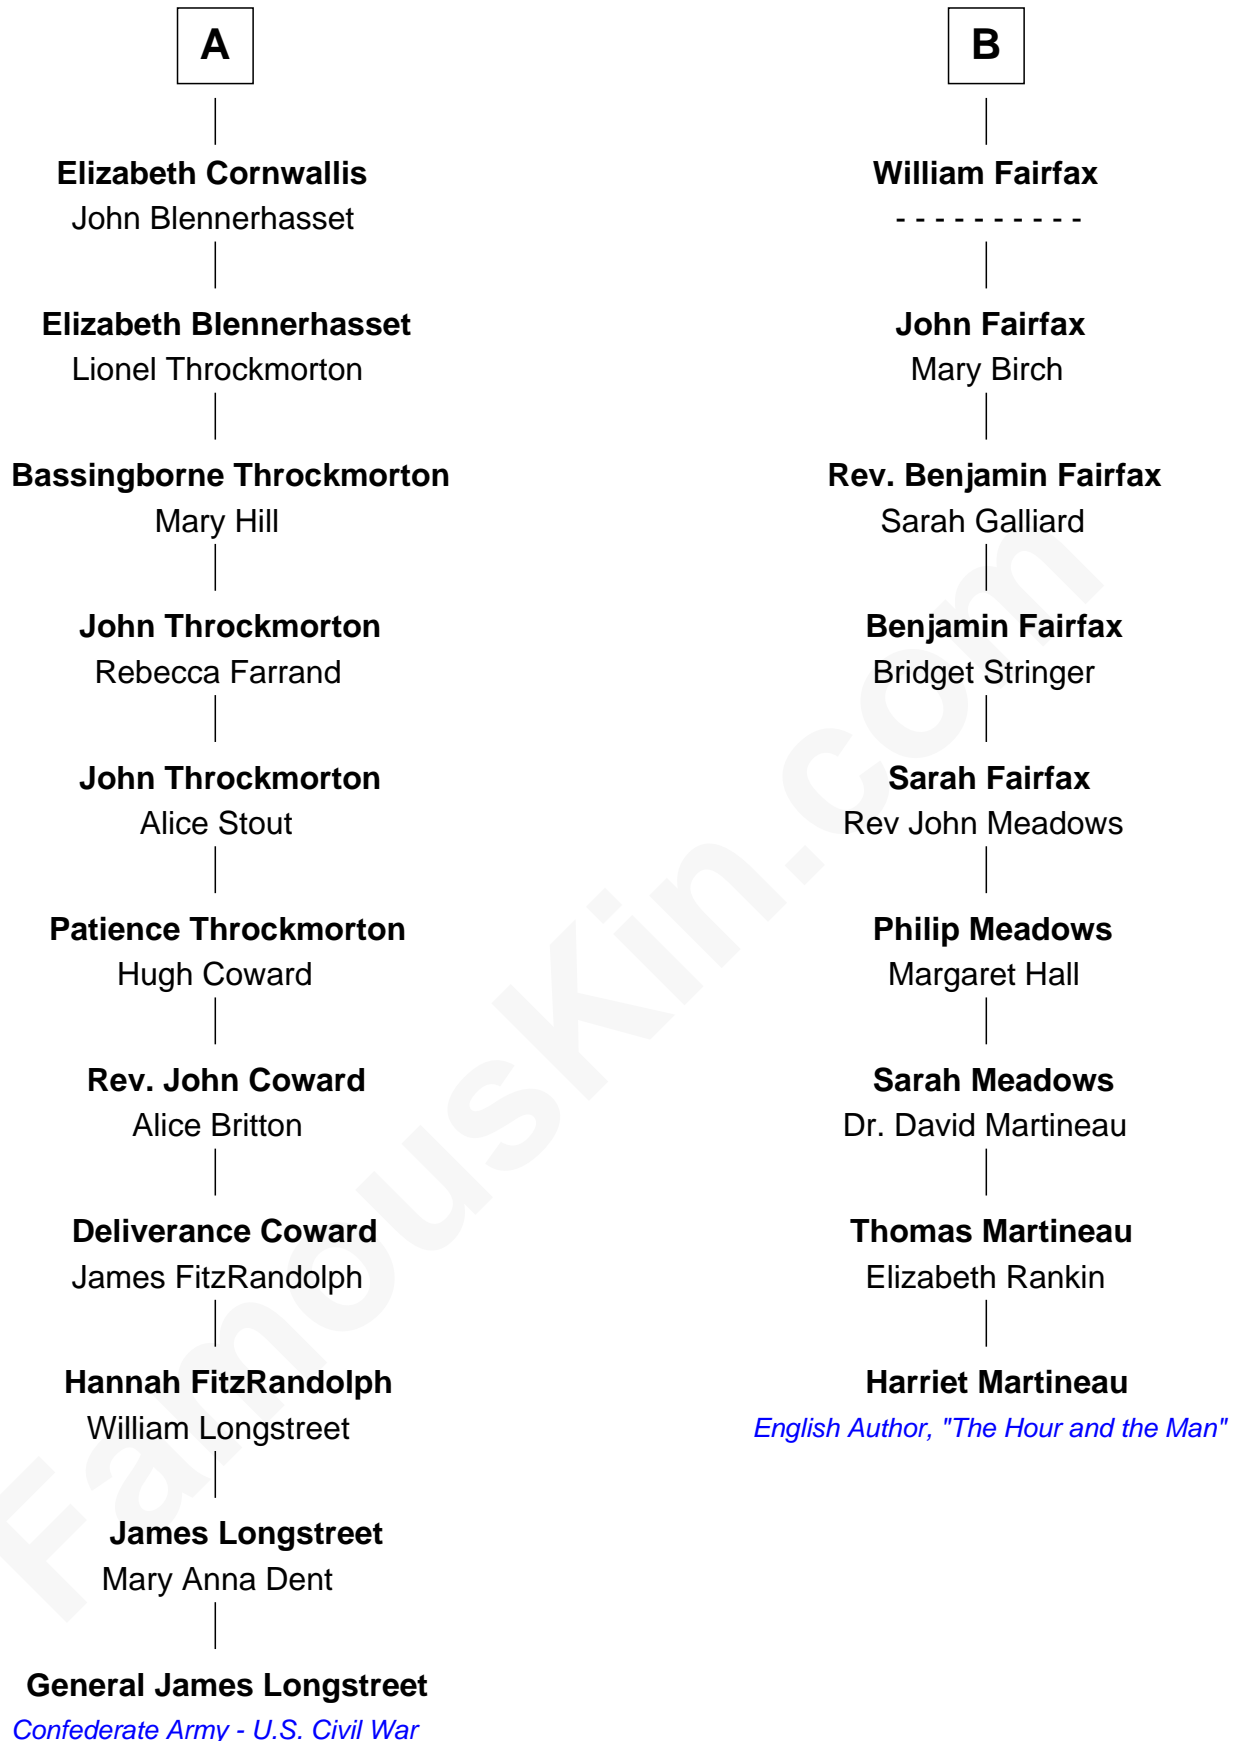 A
Elizabeth Cornwallis
John Blennerhasset
Elizabeth Blennerhasset
Lionel Throckmorton
Bassingborne Throckmorton
Mary Hill
John Throckmorton
Rebecca Farrand
John Throckmorton
Alice Stout
Patience Throckmorton
Hugh Coward
Rev. John Coward
Alice Britton
Deliverance Coward
James FitzRandolph
Hannah FitzRandolph
William Longstreet
James Longstreet
Mary Anna Dent
General James Longstreet
Confederate Army - U.S. Civil War
B
William Fairfax
- - - - - - - - - -
John Fairfax
Mary Birch
Rev. Benjamin Fairfax
Sarah Galliard
Benjamin Fairfax
Bridget Stringer
Sarah Fairfax
Rev John Meadows
Philip Meadows
Margaret Hall
Sarah Meadows
Dr. David Martineau
Thomas Martineau
Elizabeth Rankin
Harriet Martineau
English Author, "The Hour and the Man"
FamousKin.com